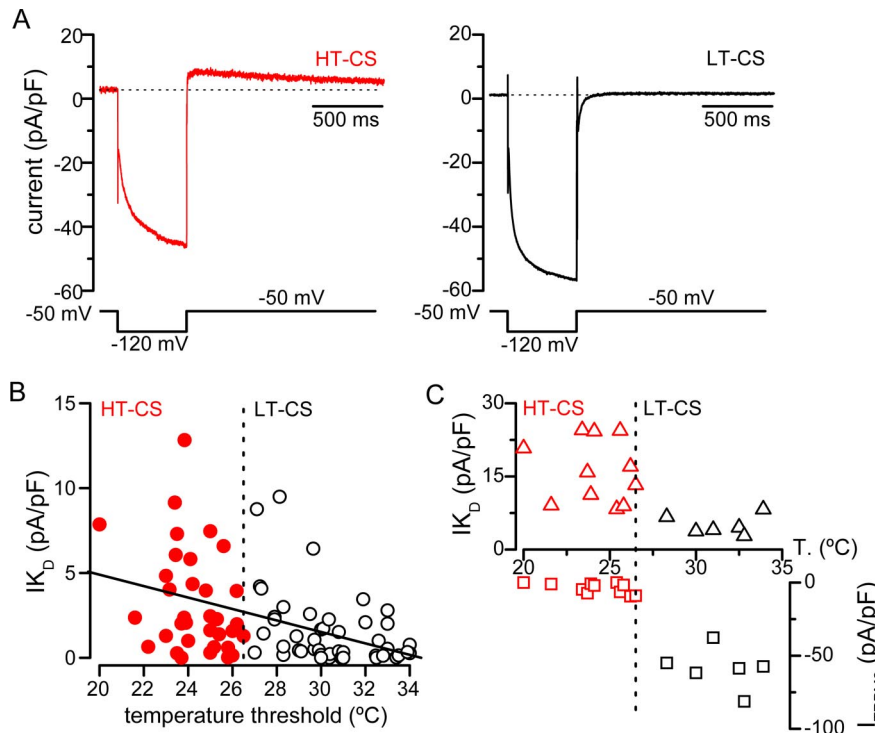 A
20
0
-20
-40
-60
current (pA/pF)
HT-CS
500 ms
-50 mV
-120 mV
-50 mV
20
0
-20
-40
-60
LT-CS
500 ms
-50 mV
-120 mV
-50 mV
B
HT-CS
LT-CS
15
10
5
0
IK_D (pA/pF)
20 22 24 26 28 30 32 34
temperature threshold (ºC)
C
HT-CS
LT-CS
30
15
0
IK_D (pA/pF)
20 25 30 35
T. (ºC)
0
-50
-100
(pA/pF)